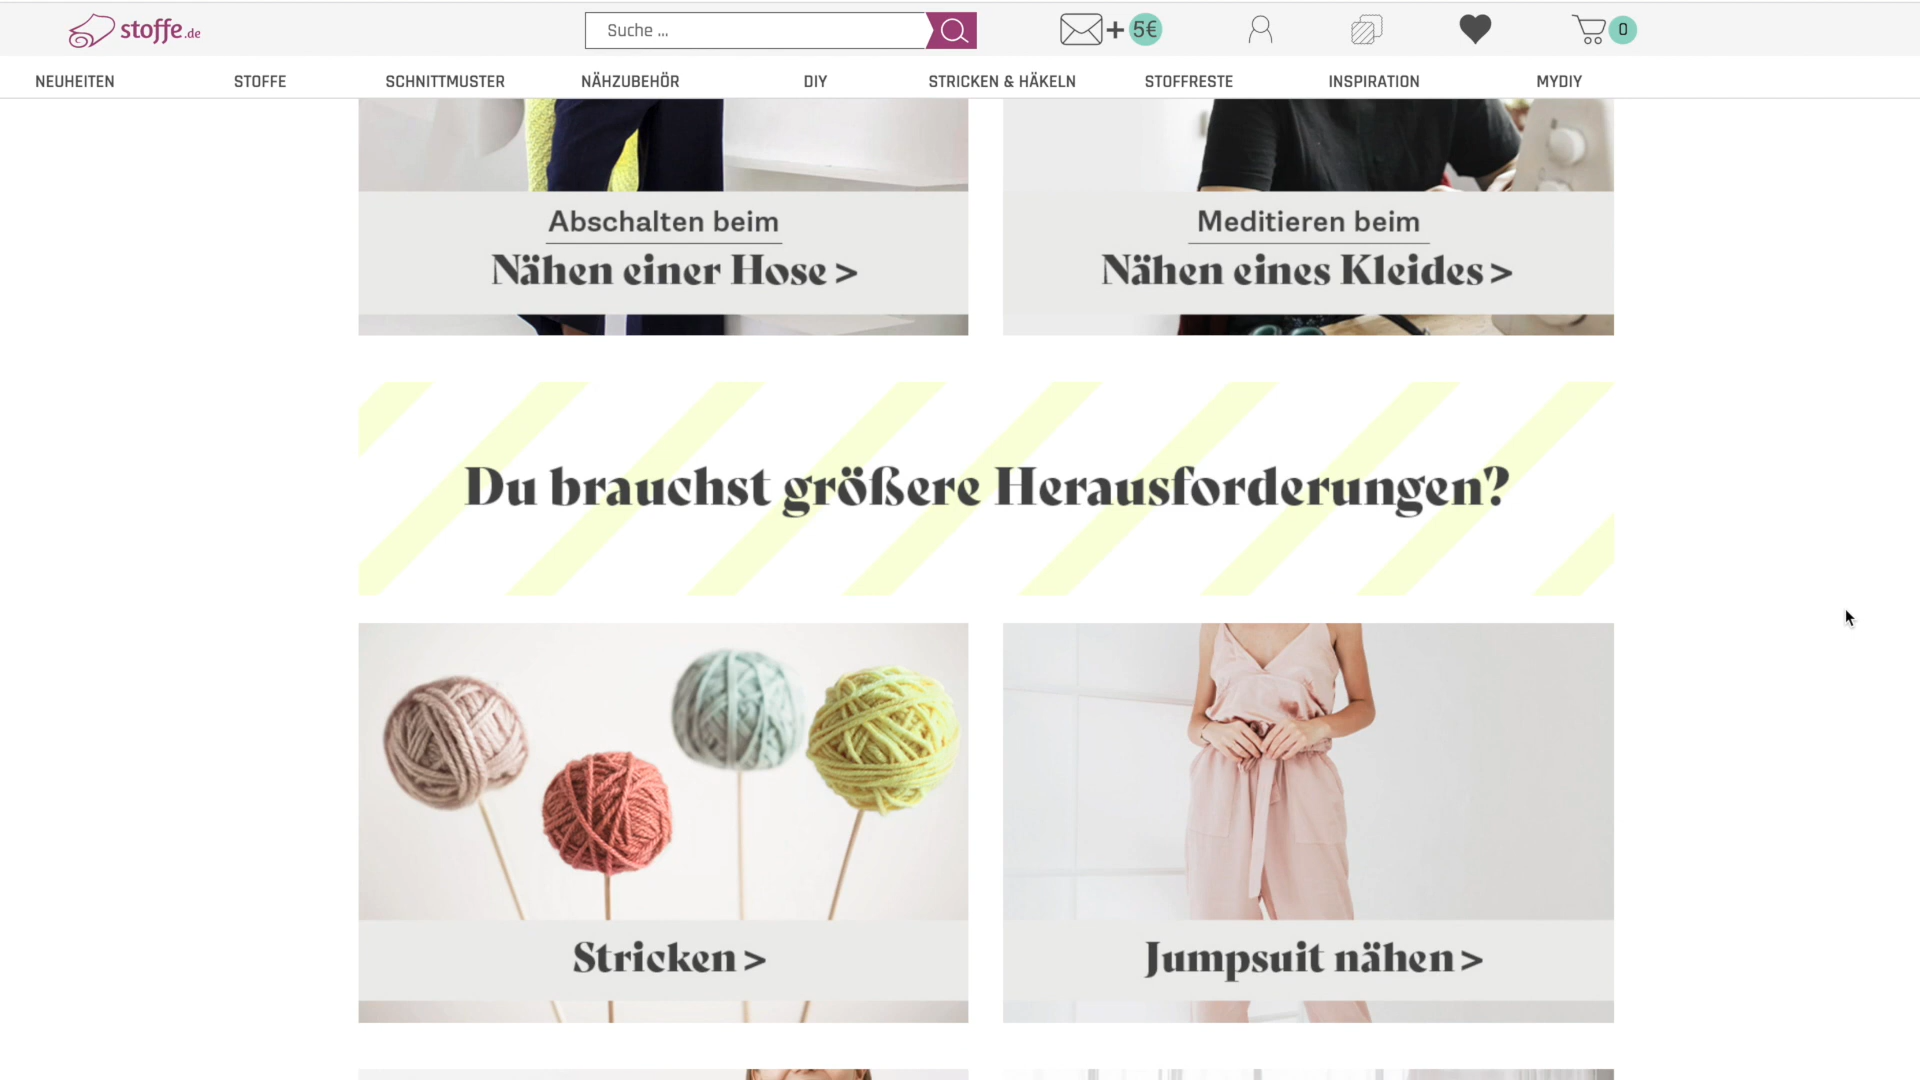 stoffe.de
Suche ...
+ 5€
0
NEUHEITEN
STOFFE
SCHNITTMUSTER
NÄHZUBEHÖR
DIY
STRICKEN & HÄKELN
STOFFRESTE
INSPIRATION
MYDIY
Abschalten beim
Nähen einer Hose >
Meditieren beim
Nähen eines Kleides >
Du brauchst größere Herausforderungen?
Stricken >
Jumpsuit nähen >